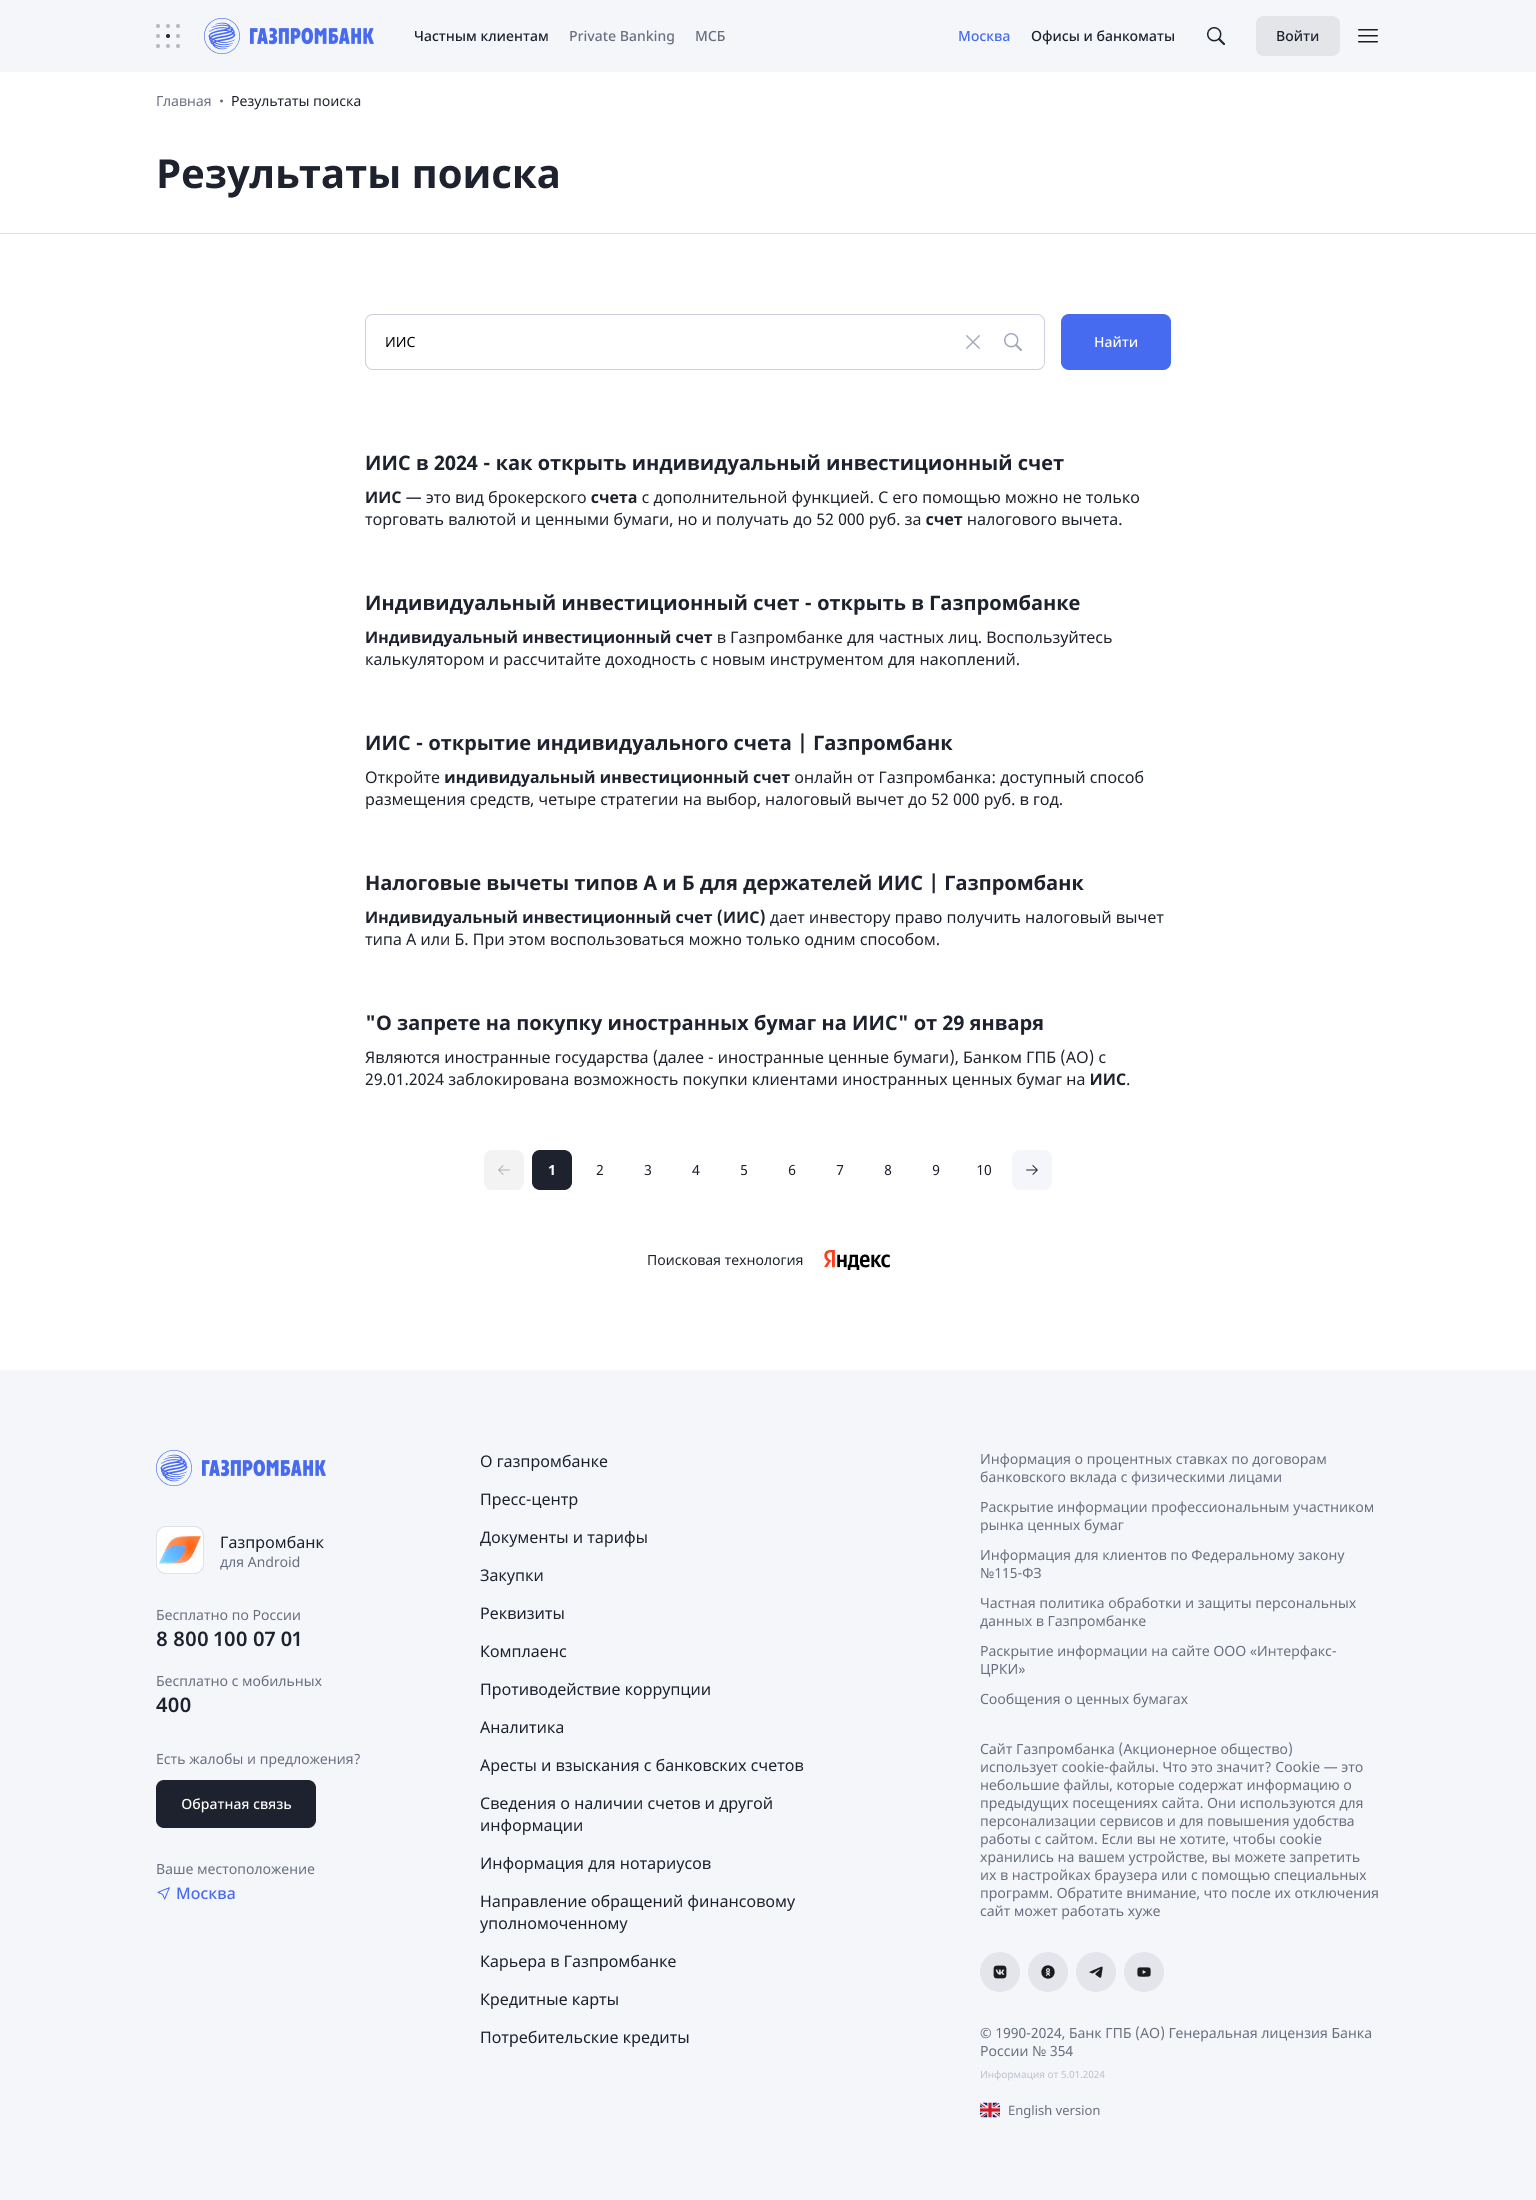 ГАЗПРОМБАНК
Частным клиентам
Private Banking
МСБ
Москва
Офисы и банкоматы
Войти
Главная • Результаты поиска
Результаты поиска
ИИС
Найти
ИИС в 2024 - как открыть индивидуальный инвестиционный счет
ИИС — это вид брокерского счета с дополнительной функцией. С его помощью можно не только
торговать валютой и ценными бумаги, но и получать до 52 000 руб. за счет налогового вычета.
Индивидуальный инвестиционный счет - открыть в Газпромбанке
Индивидуальный инвестиционный счет в Газпромбанке для частных лиц. Воспользуйтесь
калькулятором и рассчитайте доходность с новым инструментом для накоплений.
ИИС - открытие индивидуального счета | Газпромбанк
Откройте индивидуальный инвестиционный счет онлайн от Газпромбанка: доступный способ
размещения средств, четыре стратегии на выбор, налоговый вычет до 52 000 руб. в год.
Налоговые вычеты типов А и Б для держателей ИИС | Газпромбанк
Индивидуальный инвестиционный счет (ИИС) дает инвестору право получить налоговый вычет
типа А или Б. При этом воспользоваться можно только одним способом.
"О запрете на покупку иностранных бумаг на ИИС" от 29 января
Являются иностранные государства (далее - иностранные ценные бумаги), Банком ГПБ (АО) с
29.01.2024 заблокирована возможность покупки клиентами иностранных ценных бумаг на ИИС.
1 2 3 4 5 6 7 8 9 10
Поисковая технология Яндекс
ГАЗПРОМБАНК
Газпромбанк
для Android
Бесплатно по России
8 800 100 07 01
Бесплатно с мобильных
400
Есть жалобы и предложения?
Обратная связь
Ваше местоположение
Москва
О газпромбанке
Пресс-центр
Документы и тарифы
Закупки
Реквизиты
Комплаенс
Противодействие коррупции
Аналитика
Аресты и взыскания с банковских счетов
Сведения о наличии счетов и другой
информации
Информация для нотариусов
Направление обращений финансовому
уполномоченному
Карьера в Газпромбанке
Кредитные карты
Потребительские кредиты
Информация о процентных ставках по договорам
банковского вклада с физическими лицами
Раскрытие информации профессиональным участником
рынка ценных бумаг
Информация для клиентов по Федеральному закону
№115-ФЗ
Частная политика обработки и защиты персональных
данных в Газпромбанке
Раскрытие информации на сайте ООО «Интерфакс-
ЦРКИ»
Сообщения о ценных бумагах
Сайт Газпромбанка (Акционерное общество)
использует cookie-файлы. Что это значит? Cookie — это
небольшие файлы, которые содержат информацию о
предыдущих посещениях сайта. Они используются для
персонализации сервисов и для повышения удобства
работы с сайтом. Если вы не хотите, чтобы cookie
хранились на вашем устройстве, вы можете запретить
их в настройках браузера или с помощью специальных
программ. Обратите внимание, что после их отключения
сайт может работать хуже
© 1990-2024, Банк ГПБ (АО) Генеральная лицензия Банка
России № 354
Информация от 5.01.2024
English version